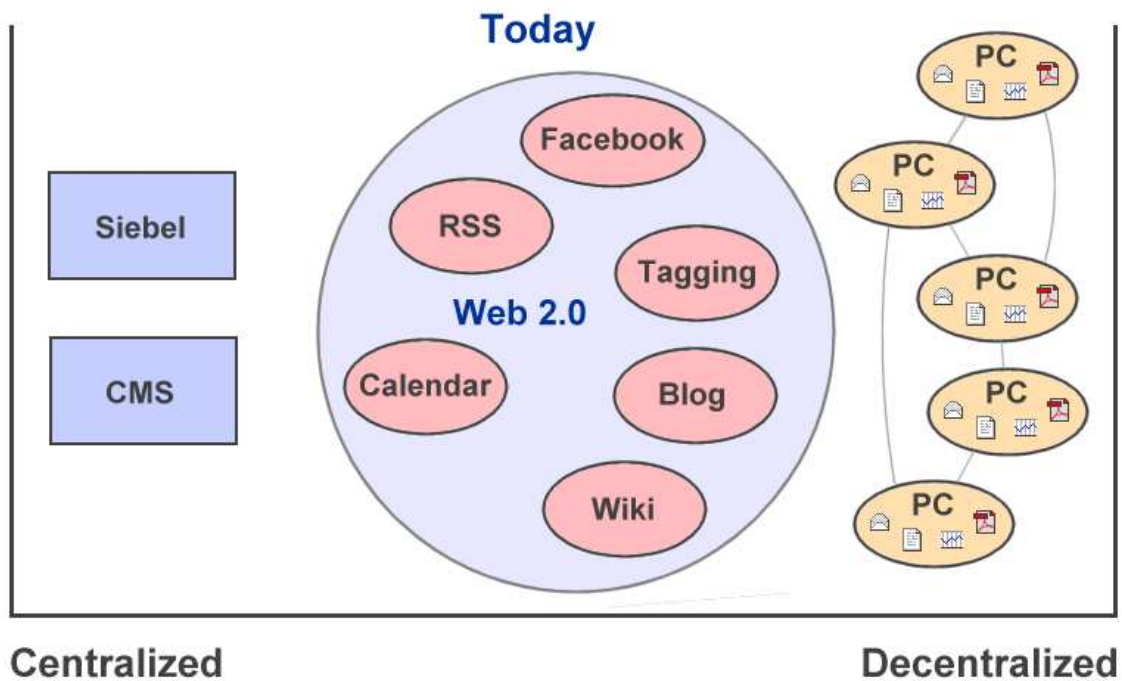 Today
Siebel
CMS
Facebook
RSS
Tagging
Web 2.0
Calendar
Blog
Wiki
PC
PC
PC
PC
PC
Centralized
Decentralized